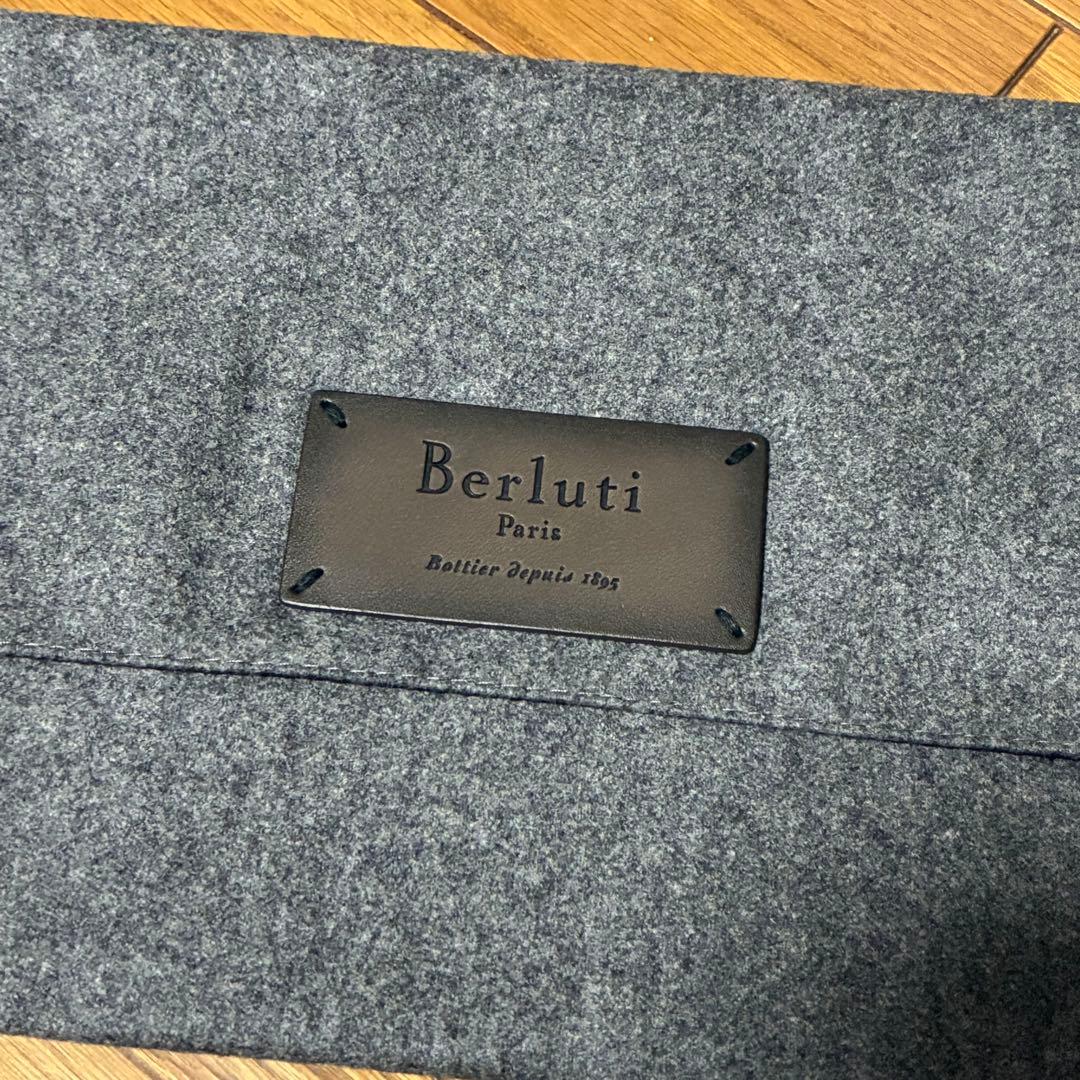 Berluti
Paris
Bottier depuis 1895